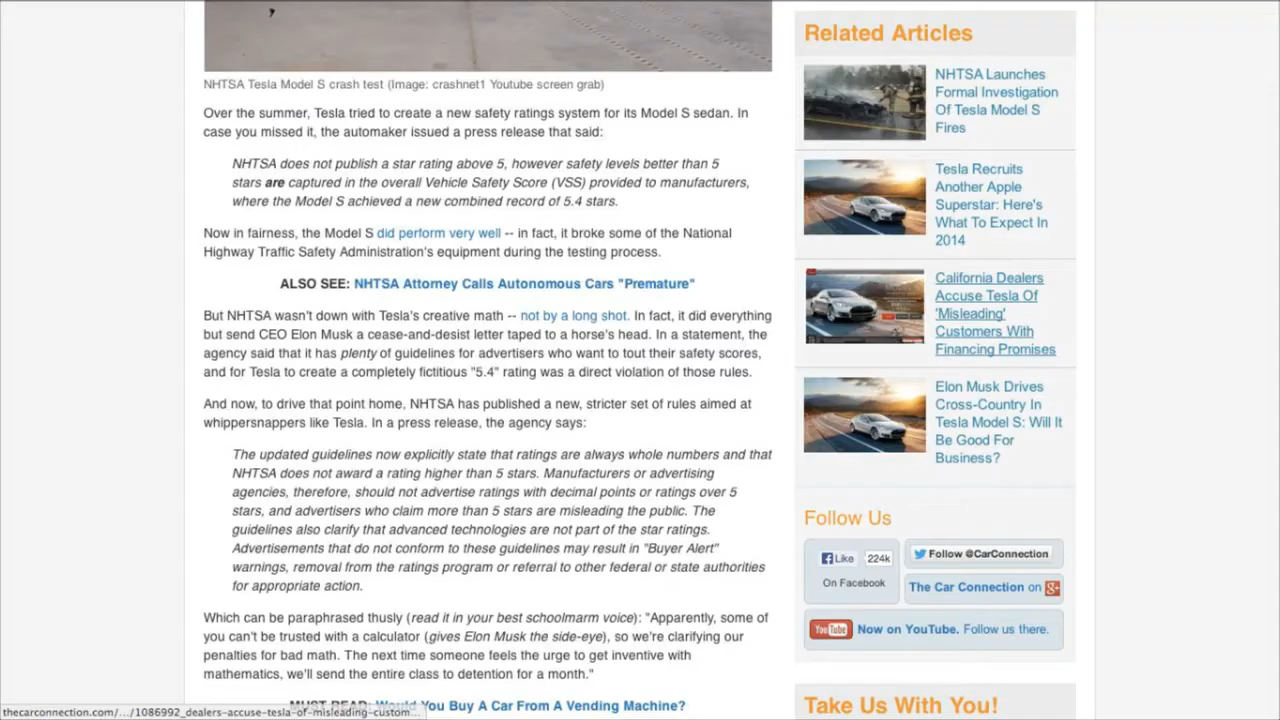 NHTSA Tesla Model S crash test (Image: crashnet1 Youtube screen grab)
Over the summer, Tesla tried to create a new safety ratings system for its Model S sedan. In
case you missed it, the automaker issued a press release that said:
NHTSA does not publish a star rating above 5, however safety levels better than 5
stars are captured in the overall Vehicle Safety Score (VSS) provided to manufacturers,
where the Model S achieved a new combined record of 5.4 stars.
Now in fairness, the Model S did perform very well -- in fact, it broke some of the National
Highway Traffic Safety Administration's equipment during the testing process.
ALSO SEE: NHTSA Attorney Calls Autonomous Cars "Premature"
But NHTSA wasn't down with Tesla's creative math -- not by a long shot. In fact, it did everything
but send CEO Elon Musk a cease-and-desist letter taped to a horse's head. In a statement, the
agency said that it has plenty of guidelines for advertisers who want to tout their safety scores,
and for Tesla to create a completely fictitious "5.4" rating was a direct violation of those rules.
And now, to drive that point home, NHTSA has published a new, stricter set of rules aimed at
whippersnappers like Tesla. In a press release, the agency says:
The updated guidelines now explicitly state that ratings are always whole numbers and that
NHTSA does not award a rating higher than 5 stars. Manufacturers or advertising
agencies, therefore, should not advertise ratings with decimal points or ratings over 5
stars, and advertisers who claim more than 5 stars are misleading the public. The
guidelines also clarify that advanced technologies are not part of the star ratings.
Advertisements that do not conform to these guidelines may result in "Buyer Alert"
warnings, removal from the ratings program or referral to other federal or state authorities
for appropriate action.
Which can be paraphrased thusly (read it in your best schoolmarm voice): "Apparently, some of
you can't be trusted with a calculator (gives Elon Musk the side-eye), so we're clarifying our
penalties for bad math. The next time someone feels the urge to get inventive with
mathematics, we'll send the entire class to detention for a month."
MUST READ: Would You Buy A Car From A Vending Machine?
thecarconnection.com/.../1086992_dealers-accuse-tesla-of-misleading-custom...
Related Articles
NHTSA Launches
Formal Investigation
Of Tesla Model S
Fires
Tesla Recruits
Another Apple
Superstar: Here's
What To Expect In
2014
California Dealers
Accuse Tesla Of
'Misleading'
Customers With
Financing Promises
Elon Musk Drives
Cross-Country In
Tesla Model S: Will It
Be Good For
Business?
Follow Us
Like 224k
On Facebook
Follow @CarConnection
The Car Connection on
YouTube Now on YouTube. Follow us there.
Take Us With You!